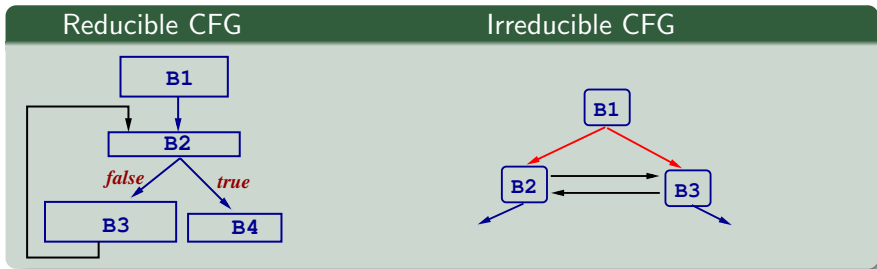 Reducible CFG
B1
B2
false true
B3 B4
Irreducible CFG
B1
B2 B3